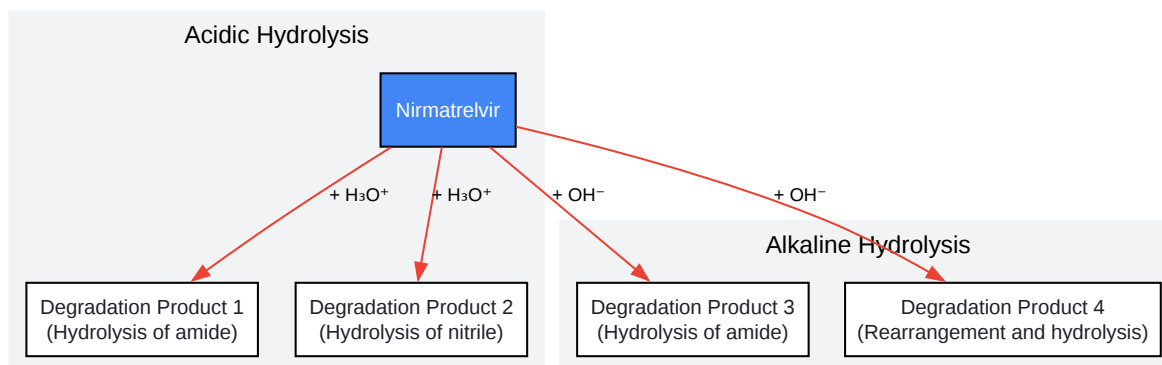 Acidic Hydrolysis
Nirmatrelvir
+ H₃O⁺
+ H₃O⁺
+ OH⁻
+ OH⁻
Alkaline Hydrolysis
Degradation Product 1
(Hydrolysis of amide)
Degradation Product 2
(Hydrolysis of nitrile)
Degradation Product 3
(Hydrolysis of amide)
Degradation Product 4
(Rearrangement and hydrolysis)